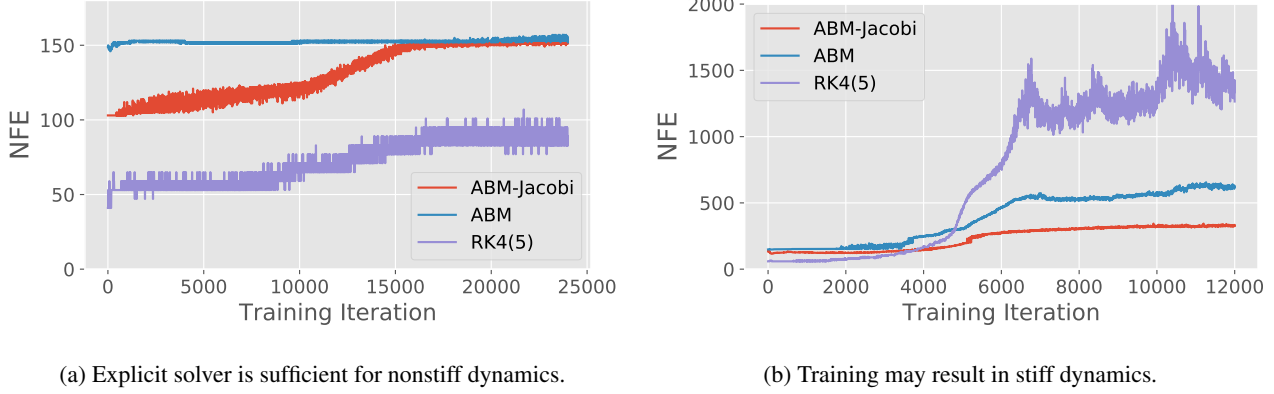 150
100
50
0
NFE
0
5000
10000
15000
20000
25000
Training Iteration
ABM-Jacobi
ABM
RK4(5)
(a) Explicit solver is sufficient for nonstiff dynamics.
2000
1500
1000
500
0
NFE
0
2000
4000
6000
8000
10000
12000
Training Iteration
ABM-Jacobi
ABM
RK4(5)
(b) Training may result in stiff dynamics.